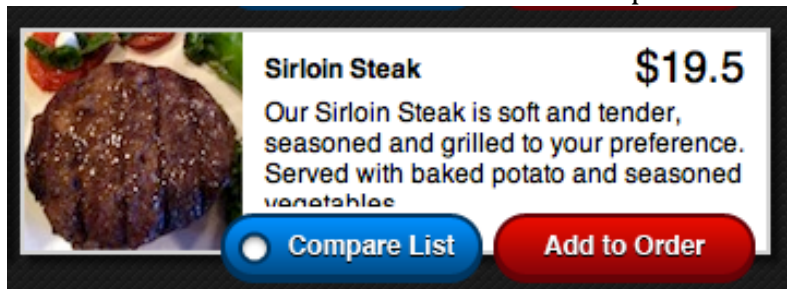 Sirloin Steak
$19.5
Our Sirloin Steak is soft and tender,
seasoned and grilled to your preference.
Served with baked potato and seasoned
vegetables
Compare List
Add to Order